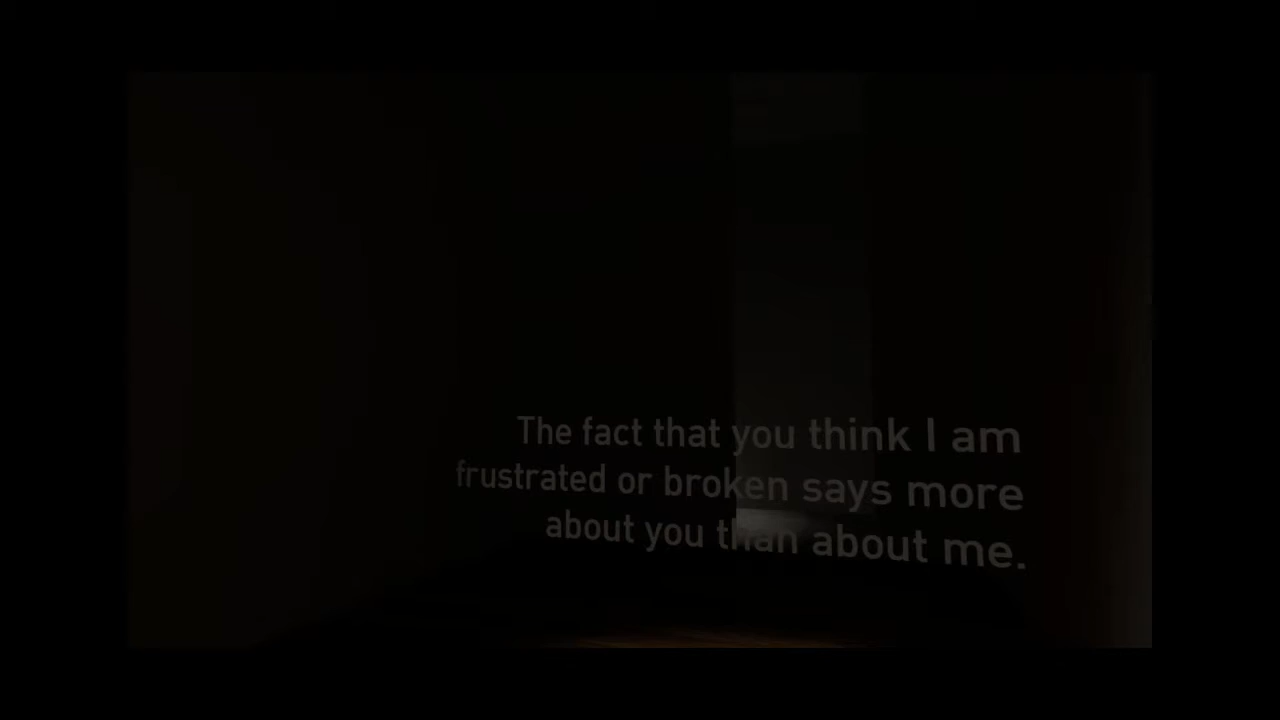 The fact that you think I am
frustrated or broken says more
about you than about me.